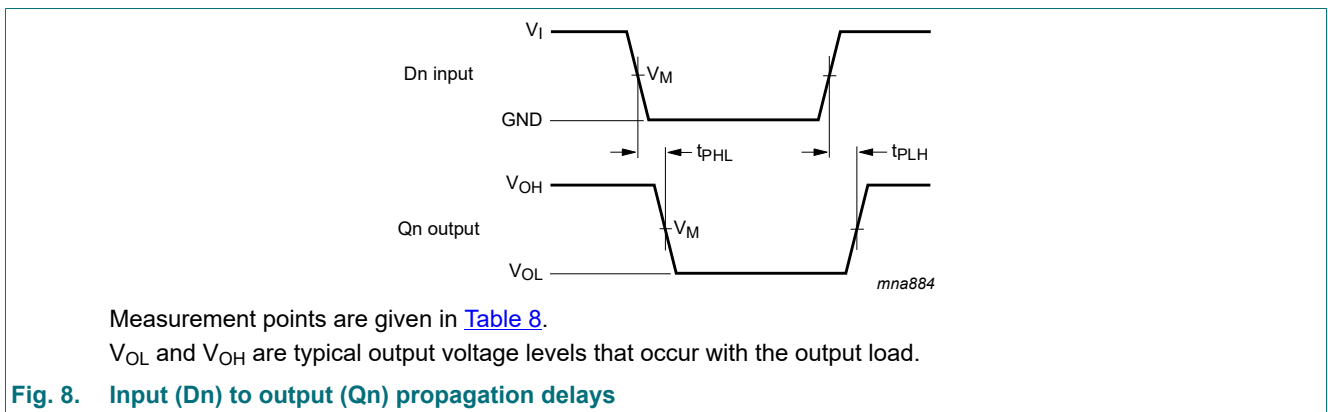 V_I
Dn input
V_M
GND
t_PHL
t_PLH
V_OH
Qn output
V_M
V_OL
mna884
Measurement points are given in Table 8.
V_OL and V_OH are typical output voltage levels that occur with the output load.
Fig. 8. Input (Dn) to output (Qn) propagation delays